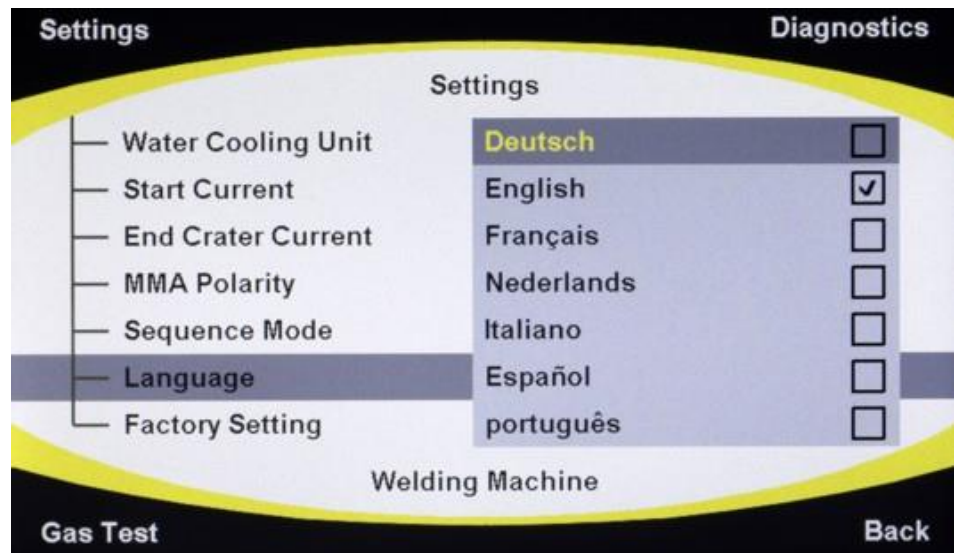 Settings Diagnostics
Settings
Water Cooling Unit Deutsch
Start Current English
End Crater Current Français
MMA Polarity Nederlands
Sequence Mode Italiano
Language Español
Factory Setting português
Welding Machine
Gas Test Back